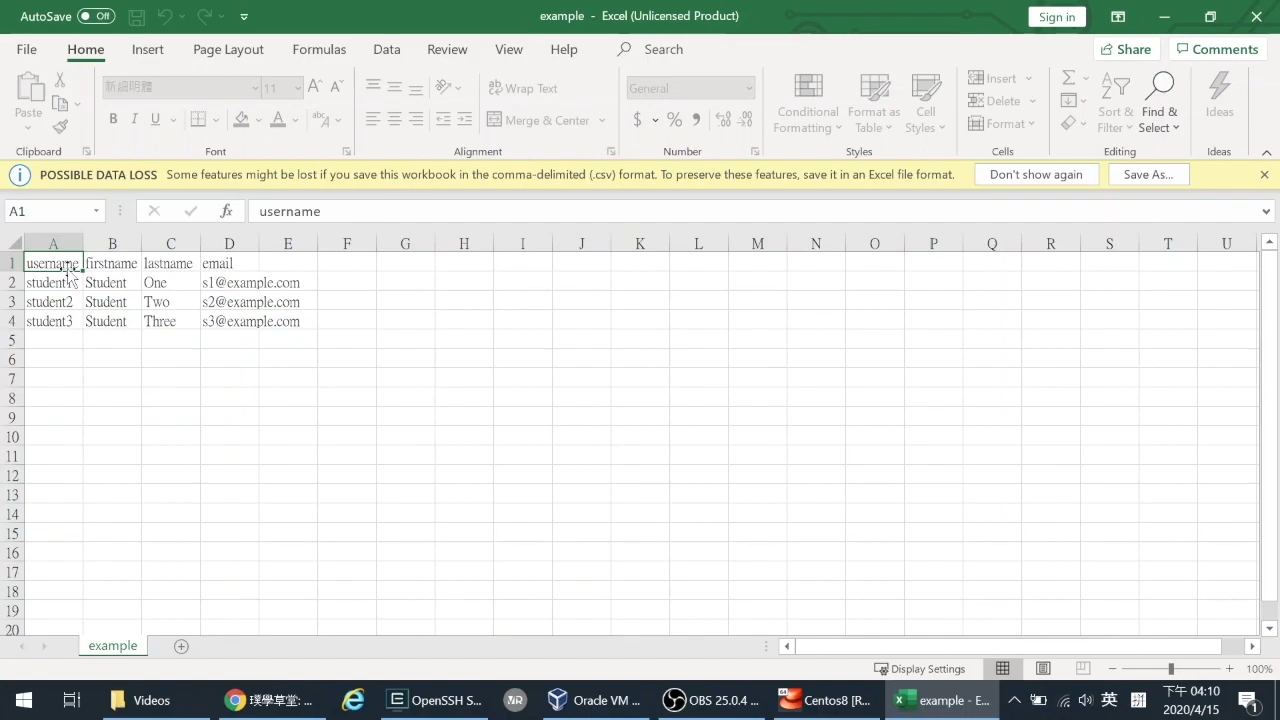 AutoSave Off example - Excel (Unlicensed Product) Sign in
File Home Insert Page Layout Formulas Data Review View Help Search Share Comments
Paste
新細明體
B I U
Wrap Text
Merge & Center
General
$ %
Conditional Formatting
Format as Table
Cell Styles
Insert
Delete
Format
Sort & Filter
Find & Select
Ideas
Clipboard Font Alignment Number Styles Cells Editing Ideas
POSSIBLE DATA LOSS Some features might be lost if you save this workbook in the comma-delimited (.csv) format. To preserve these features, save it in an Excel file format. Don't show again Save As...
A1 fx username
A B C D E F G H I J K L M N O P Q R S T U
1 username firstname lastname email
2 student1 Student One s1@example.com
3 student2 Student Two s2@example.com
4 student3 Student Three s3@example.com
5
6
7
8
9
10
11
12
13
14
15
16
17
18
19
20
example
Display Settings 100%
Videos OpenSSH S... Oracle VM ... OBS 25.0.4 ... Centos8 [R... example - E... 英 下午 04:10
2020/4/15